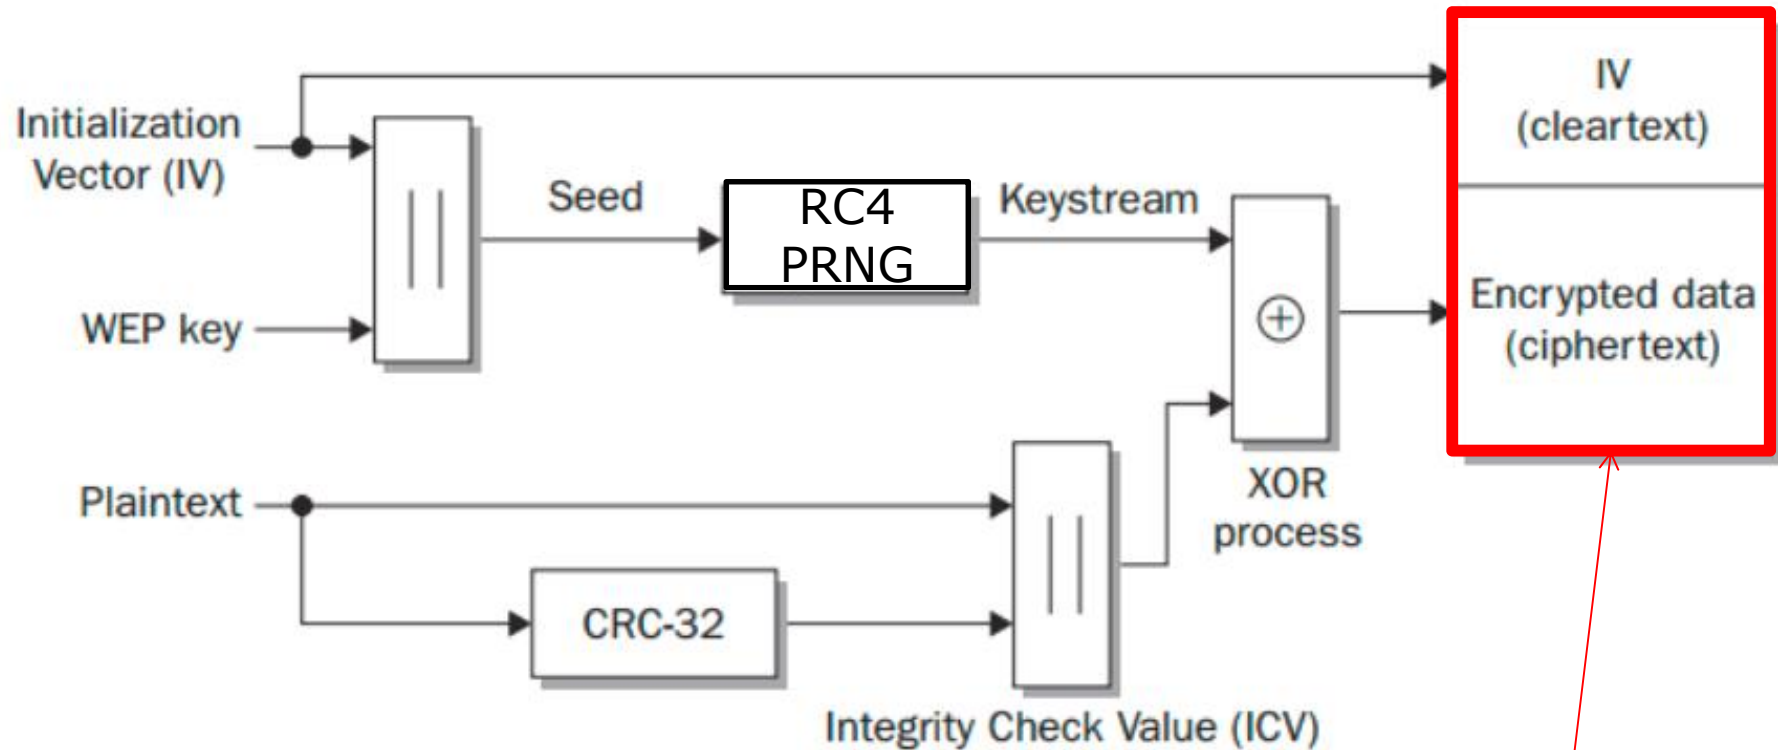 Initialization
Vector (IV)
WEP key
Seed
RC4
PRNG
Keystream
IV
(cleartext)
Encrypted data
(ciphertext)
XOR
process
Plaintext
CRC-32
Integrity Check Value (ICV)